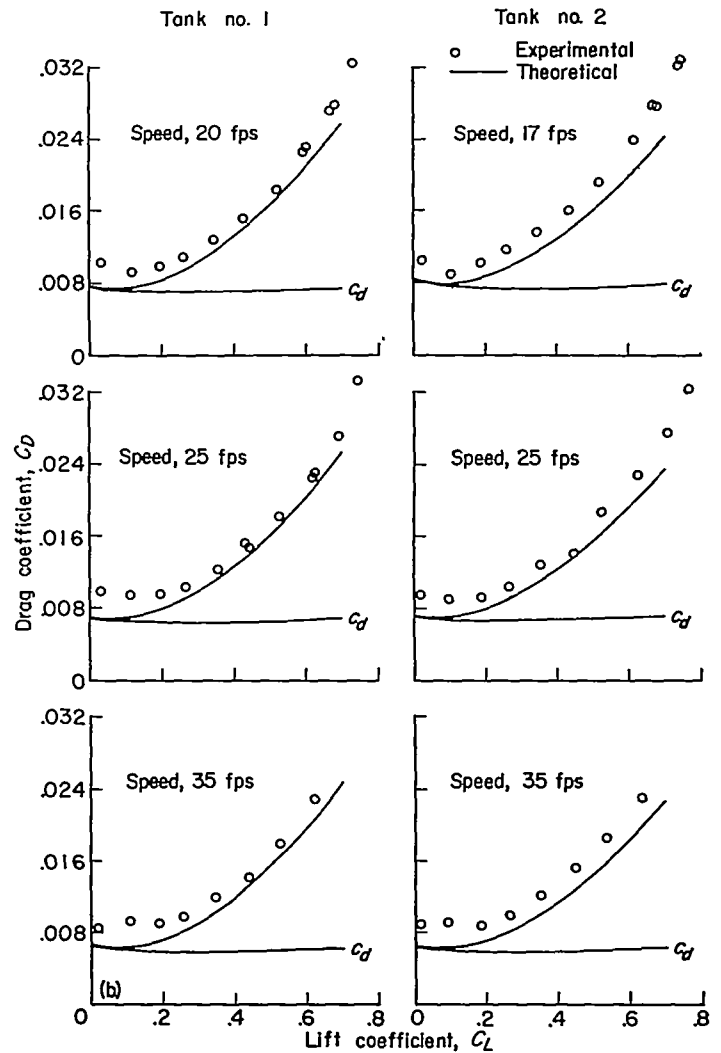 Tank no. 1
Tank no. 2
Experimental
Theoretical
.032
.024
.016
.008
0
Speed, 20 fps
c_d
Speed, 17 fps
c_d
.032
.024
.016
.008
0
Speed, 25 fps
c_d
Speed, 25 fps
c_d
Drag coefficient, C_D
.032
.024
.016
.008
0
Speed, 35 fps
c_d
Speed, 35 fps
c_d
(b)
0 .2 .4 .6 .8
0 .2 .4 .6 .8
Lift coefficient, C_L